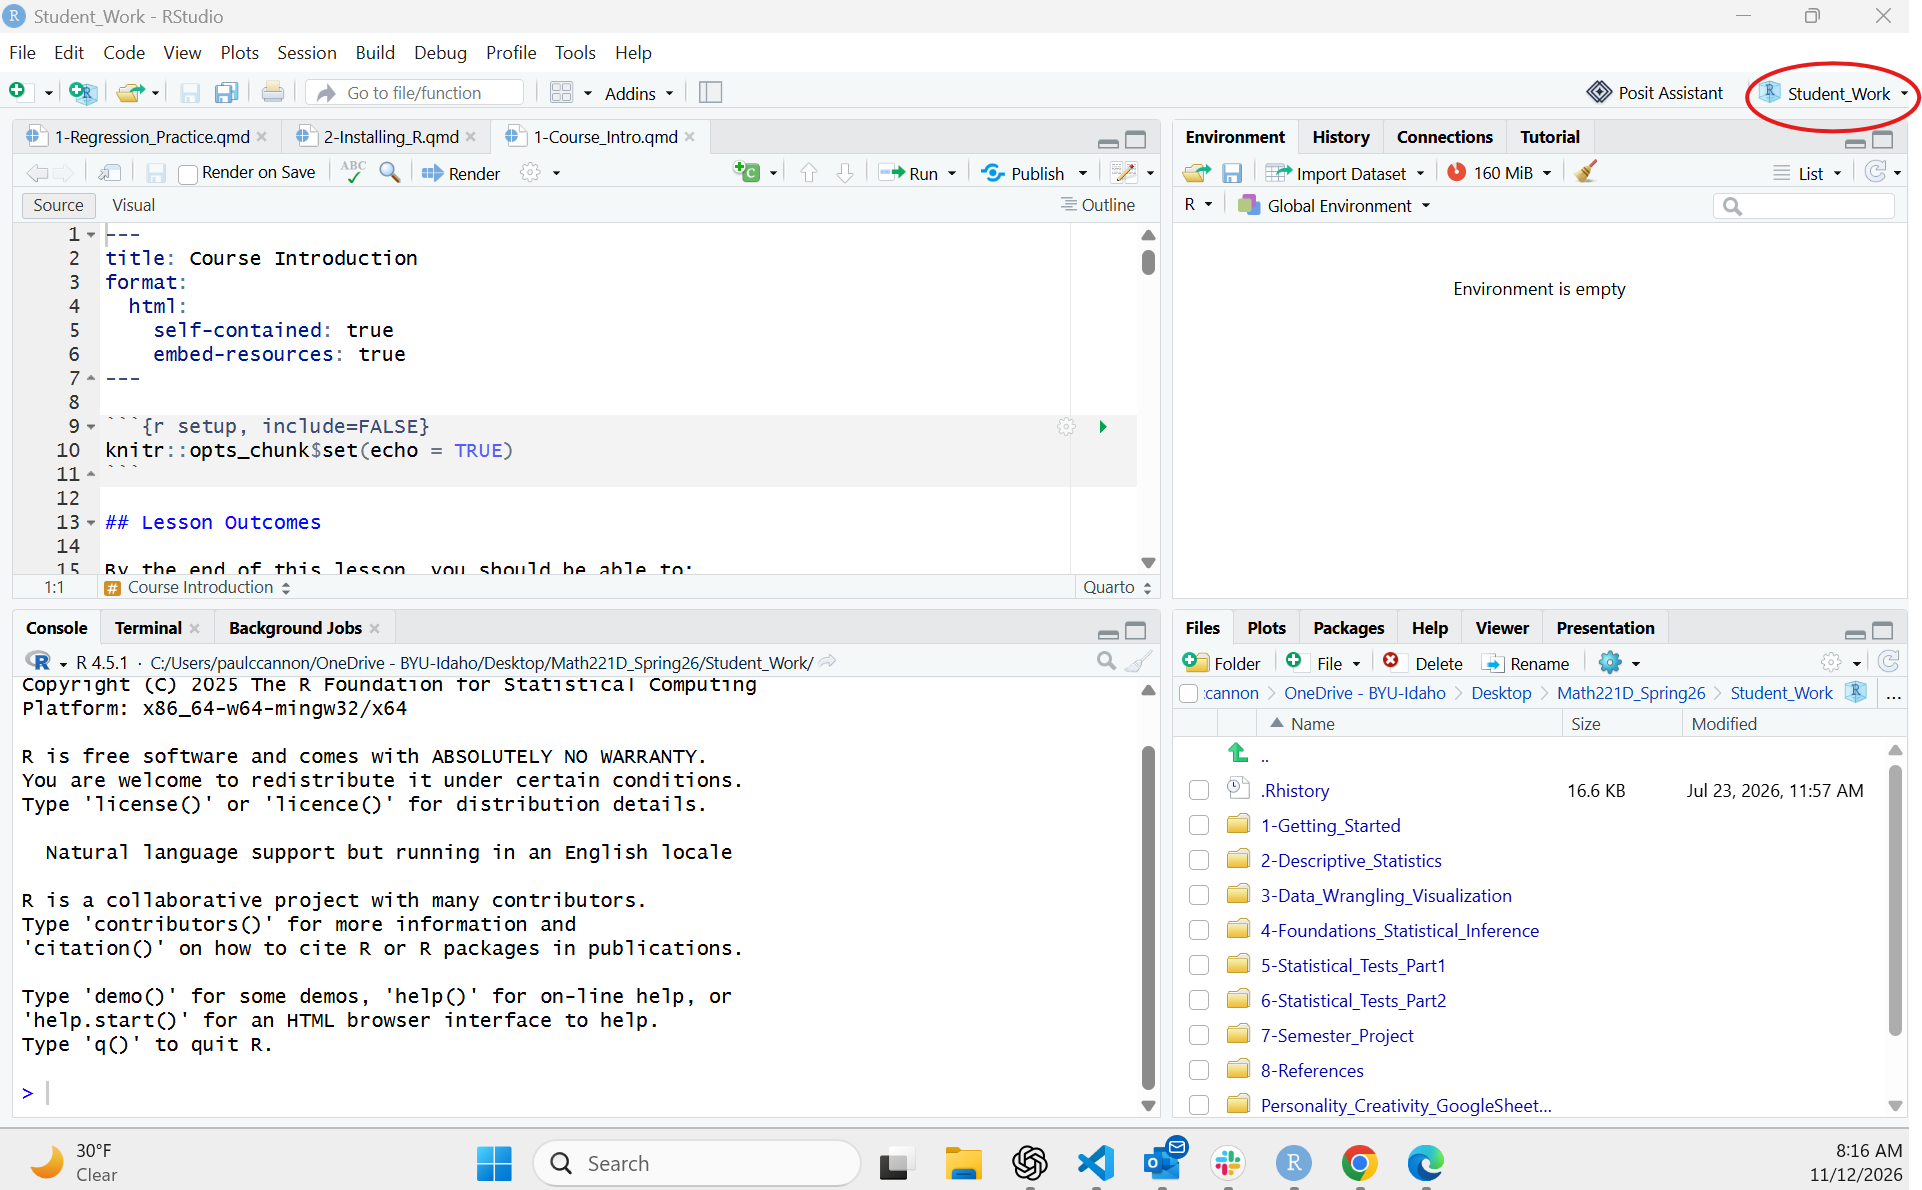 Student_Work - RStudio
File Edit Code View Plots Session Build Debug Profile Tools Help
Go to file/function Addins Posit Assistant Student_Work
1-Regression_Practice.qmd 2-Installing_R.qmd 1-Course_Intro.qmd
Render on Save ABC Render Run Publish
Source Visual Outline
1 ---
2 title: Course Introduction
3 format:
4 html:
5 self-contained: true
6 embed-resources: true
7 ---
8
9 ```{r setup, include=FALSE}
10 knitr::opts_chunk$set(echo = TRUE)
11 ```
12
13 ## Lesson Outcomes
14
15 By the end of this lesson, you should be able to:
1:1 # Course Introduction Quarto
Environment History Connections Tutorial
Import Dataset 160 MiB List
R Global Environment
Environment is empty
Console Terminal Background Jobs
R R 4.5.1 · C:/Users/paulccannon/OneDrive - BYU-Idaho/Desktop/Math221D_Spring26/Student_Work/
Copyright (C) 2025 The R Foundation for Statistical Computing
Platform: x86_64-w64-mingw32/x64
R is free software and comes with ABSOLUTELY NO WARRANTY.
You are welcome to redistribute it under certain conditions.
Type 'license()' or 'licence()' for distribution details.
Natural language support but running in an English locale
R is a collaborative project with many contributors.
Type 'contributors()' for more information and
'citation()' on how to cite R or R packages in publications.
Type 'demo()' for some demos, 'help()' for on-line help, or
'help.start()' for an HTML browser interface to help.
Type 'q()' to quit R.
>
Files Plots Packages Help Viewer Presentation
Folder File Delete Rename
:cannon > OneDrive - BYU-Idaho > Desktop > Math221D_Spring26 > Student_Work ...
Name Size Modified
..
.Rhistory 16.6 KB Jul 23, 2026, 11:57 AM
1-Getting_Started
2-Descriptive_Statistics
3-Data_Wrangling_Visualization
4-Foundations_Statistical_Inference
5-Statistical_Tests_Part1
6-Statistical_Tests_Part2
7-Semester_Project
8-References
Personality_Creativity_GoogleSheet...
30°F
Clear
Search
8:16 AM
11/12/2026